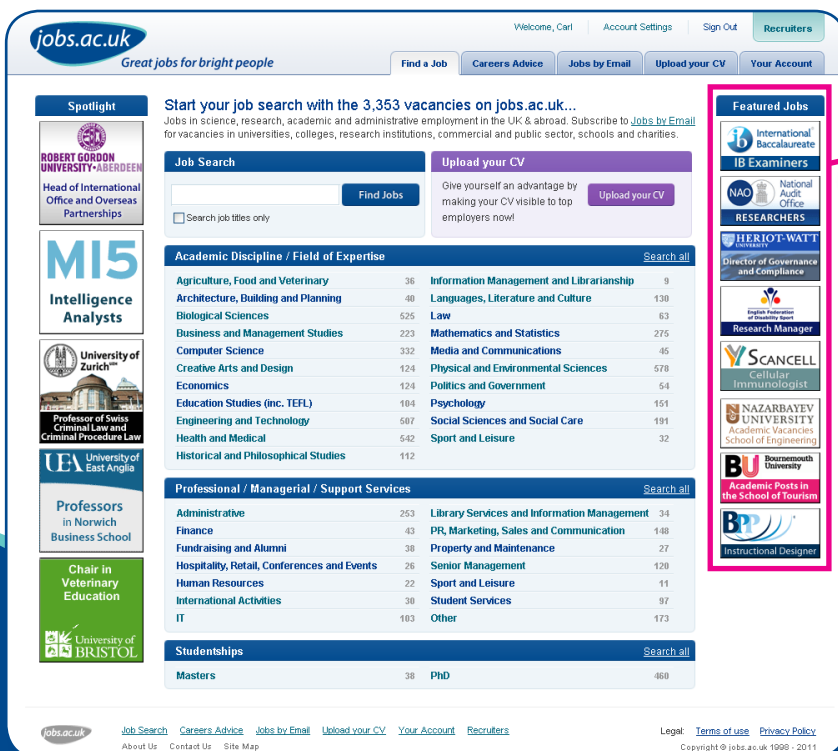 Welcome, Carl
Account Settings
Sign Out
Recruiters
jobs.ac.uk
Great jobs for bright people
Find a Job
Careers Advice
Jobs by Email
Upload your CV
Your Account
Spotlight
ROBERT GORDON
UNIVERSITY•ABERDEEN
Head of International
Office and Overseas
Partnerships
MI5
Intelligence
Analysts
University of
Zurich
Professor of Swiss
Criminal Law and
Criminal Procedure Law
UEA University of
East Anglia
Professors
in Norwich
Business School
Chair in
Veterinary
Education
University of
BRISTOL
Start your job search with the 3,353 vacancies on jobs.ac.uk...
Jobs in science, research, academic and administrative employment in the UK & abroad. Subscribe to Jobs by Email
for vacancies in universities, colleges, research institutions, commercial and public sector, schools and charities.
Job Search
Find Jobs
Search job titles only
Upload your CV
Give yourself an advantage by
making your CV visible to top
employers now!
Upload your CV
Academic Discipline / Field of Expertise Search all
Agriculture, Food and Veterinary 36
Architecture, Building and Planning 40
Biological Sciences 525
Business and Management Studies 223
Computer Science 332
Creative Arts and Design 124
Economics 124
Education Studies (inc. TEFL) 104
Engineering and Technology 507
Health and Medical 542
Historical and Philosophical Studies 112
Information Management and Librarianship 9
Languages, Literature and Culture 130
Law 63
Mathematics and Statistics 275
Media and Communications 45
Physical and Environmental Sciences 578
Politics and Government 54
Psychology 151
Social Sciences and Social Care 191
Sport and Leisure 32
Professional / Managerial / Support Services Search all
Administrative 253
Finance 43
Fundraising and Alumni 38
Hospitality, Retail, Conferences and Events 26
Human Resources 22
International Activities 30
IT 103
Library Services and Information Management 34
PR, Marketing, Sales and Communication 148
Property and Maintenance 27
Senior Management 120
Sport and Leisure 11
Student Services 97
Other 173
Studentships Search all
Masters 38
PhD 460
Featured Jobs
International
Baccalaureate
IB Examiners
NAO National
Audit
Office
RESEARCHERS
HERIOT-WATT
UNIVERSITY
Director of Governance
and Compliance
English Federation
of Disability Sport
Research Manager
SCANCELL
Cellular
Immunologist
NAZARBAYEV
UNIVERSITY
Academic Vacancies
School of Engineering
BU Bournemouth
University
Academic Posts in
the School of Tourism
BPP
Instructional Designer
jobs.ac.uk
Job Search Careers Advice Jobs by Email Upload your CV Your Account Recruiters
About Us Contact Us Site Map
Legal: Terms of use Privacy Policy
Copyright © jobs.ac.uk 1998 - 2011